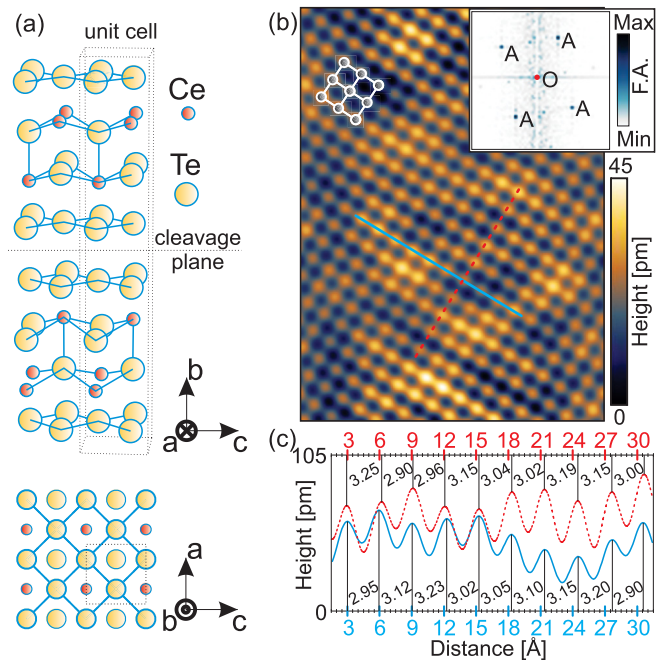 (a)
unit cell
Ce
Te
cleavage
plane
b
a
c
a
b
c
(b)
A
A
O
A
A
Max
F.A.
Min
45
Height [pm]
0
(c)
3 6 9 12 15 18 21 24 27 30
105
3.25 2.90 2.96 3.15 3.04 3.02 3.19 3.15 3.00
Height [pm]
2.95 3.12 3.23 3.02 3.05 3.10 3.15 3.20 2.90
0
3 6 9 12 15 18 21 24 27 30
Distance [Å]